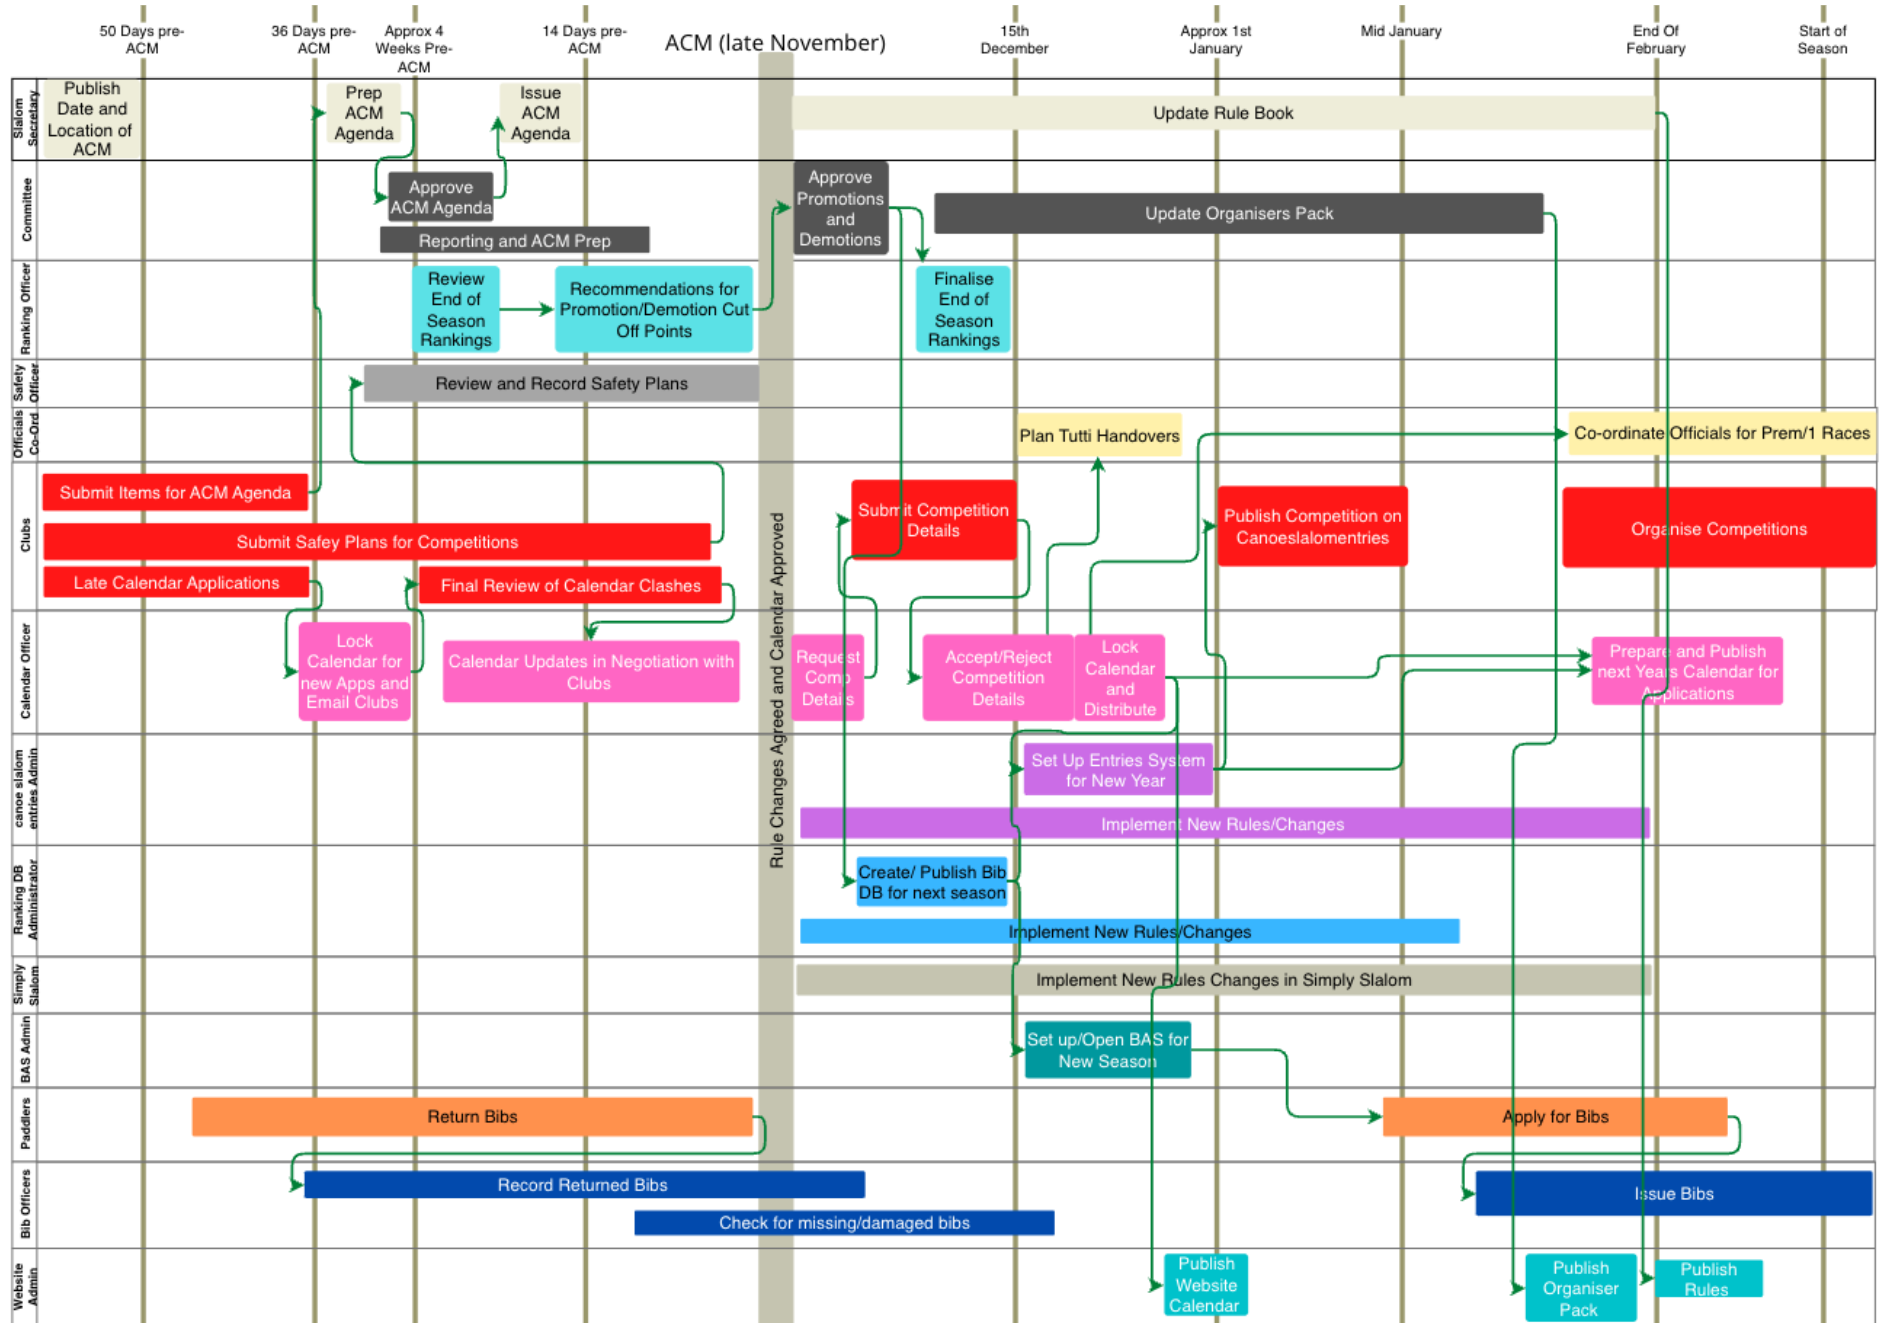 50 Days pre-
ACM
36 Days pre-
ACM
Approx 4
Weeks Pre-
ACM
14 Days pre-
ACM
ACM (late November)
15th
December
Approx 1st
January
Mid January
End Of
February
Start of
Season
Slalom
Secretary
Publish
Date and
Location of
ACM
Prep
ACM
Agenda
Issue
ACM
Agenda
Update Rule Book
Committee
Approve
ACM Agenda
Reporting and ACM Prep
Approve
Promotions
and
Demotions
Update Organisers Pack
Ranking Officer
Review
End of
Season
Rankings
Recommendations for
Promotion/Demotion Cut
Off Points
Finalise
End of
Season
Rankings
Safety
Officer
Review and Record Safety Plans
Officials
Co-Ord
Plan Tutti Handovers
Co-ordinate Officials for Prem/1 Races
Clubs
Submit Items for ACM Agenda
Submit Safey Plans for Competitions
Late Calendar Applications
Final Review of Calendar Clashes
Rule Changes Agreed and Calendar Approved
Submit Competition
Details
Publish Competition on
Canoeslalomentries
Organise Competitions
Calendar Officer
Lock
Calendar for
new Apps and
Email Clubs
Calendar Updates in Negotiation with
Clubs
Request
Comp
Details
Accept/Reject
Competition
Details
Lock
Calendar
and
Distribute
Prepare and Publish
next Years Calendar for
Applications
canoe slalom
entries Admin
Set Up Entries System
for New Year
Implement New Rules/Changes
Ranking DB
Administrator
Create/ Publish Bib
DB for next season
Implement New Rules/Changes
Simply
Slalom
Implement New Rules Changes in Simply Slalom
BAS Admin
Set up/Open BAS for
New Season
Paddlers
Return Bibs
Apply for Bibs
Bib Officers
Record Returned Bibs
Check for missing/damaged bibs
Issue Bibs
Website
Admin
Publish
Website
Calendar
Publish
Organiser
Pack
Publish
Rules